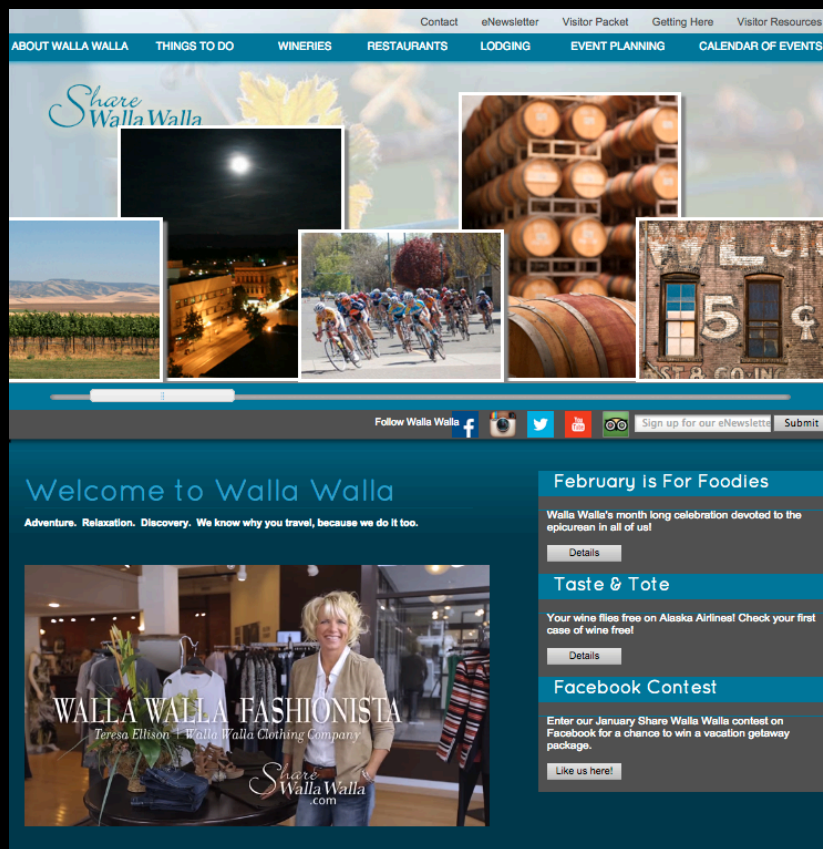 Contact eNewsletter Visitor Packet Getting Here Visitor Resources
ABOUT WALLA WALLA THINGS TO DO WINERIES RESTAURANTS LODGING EVENT PLANNING CALENDAR OF EVENTS
Share
Walla Walla
5 ¢
ST & CO. INC
Follow Walla Walla
Sign up for our eNewslette Submit
Welcome to Walla Walla
Adventure. Relaxation. Discovery. We know why you travel, because we do it too.
WALLA WALLA FASHIONISTA
Teresa Ellison | Walla Walla Clothing Company
Share
Walla Walla
.com
February is For Foodies
Walla Walla's month long celebration devoted to the
epicurean in all of us!
Details
Taste & Tote
Your wine flies free on Alaska Airlines! Check your first
case of wine free!
Details
Facebook Contest
Enter our January Share Walla Walla contest on
Facebook for a chance to win a vacation getaway
package.
Like us here!